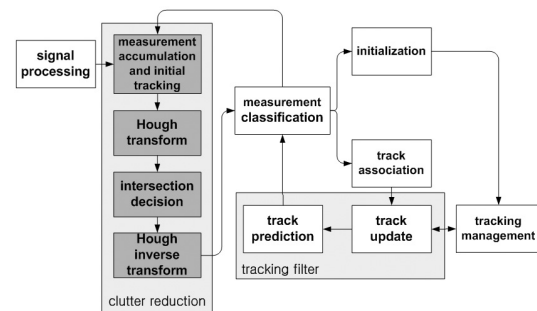 signal
processing
measurement
accumulation
and initial
tracking
Hough
transform
intersection
decision
Hough
inverse
transform
clutter reduction
measurement
classification
initialization
track
association
track
prediction
track
update
tracking filter
tracking
management